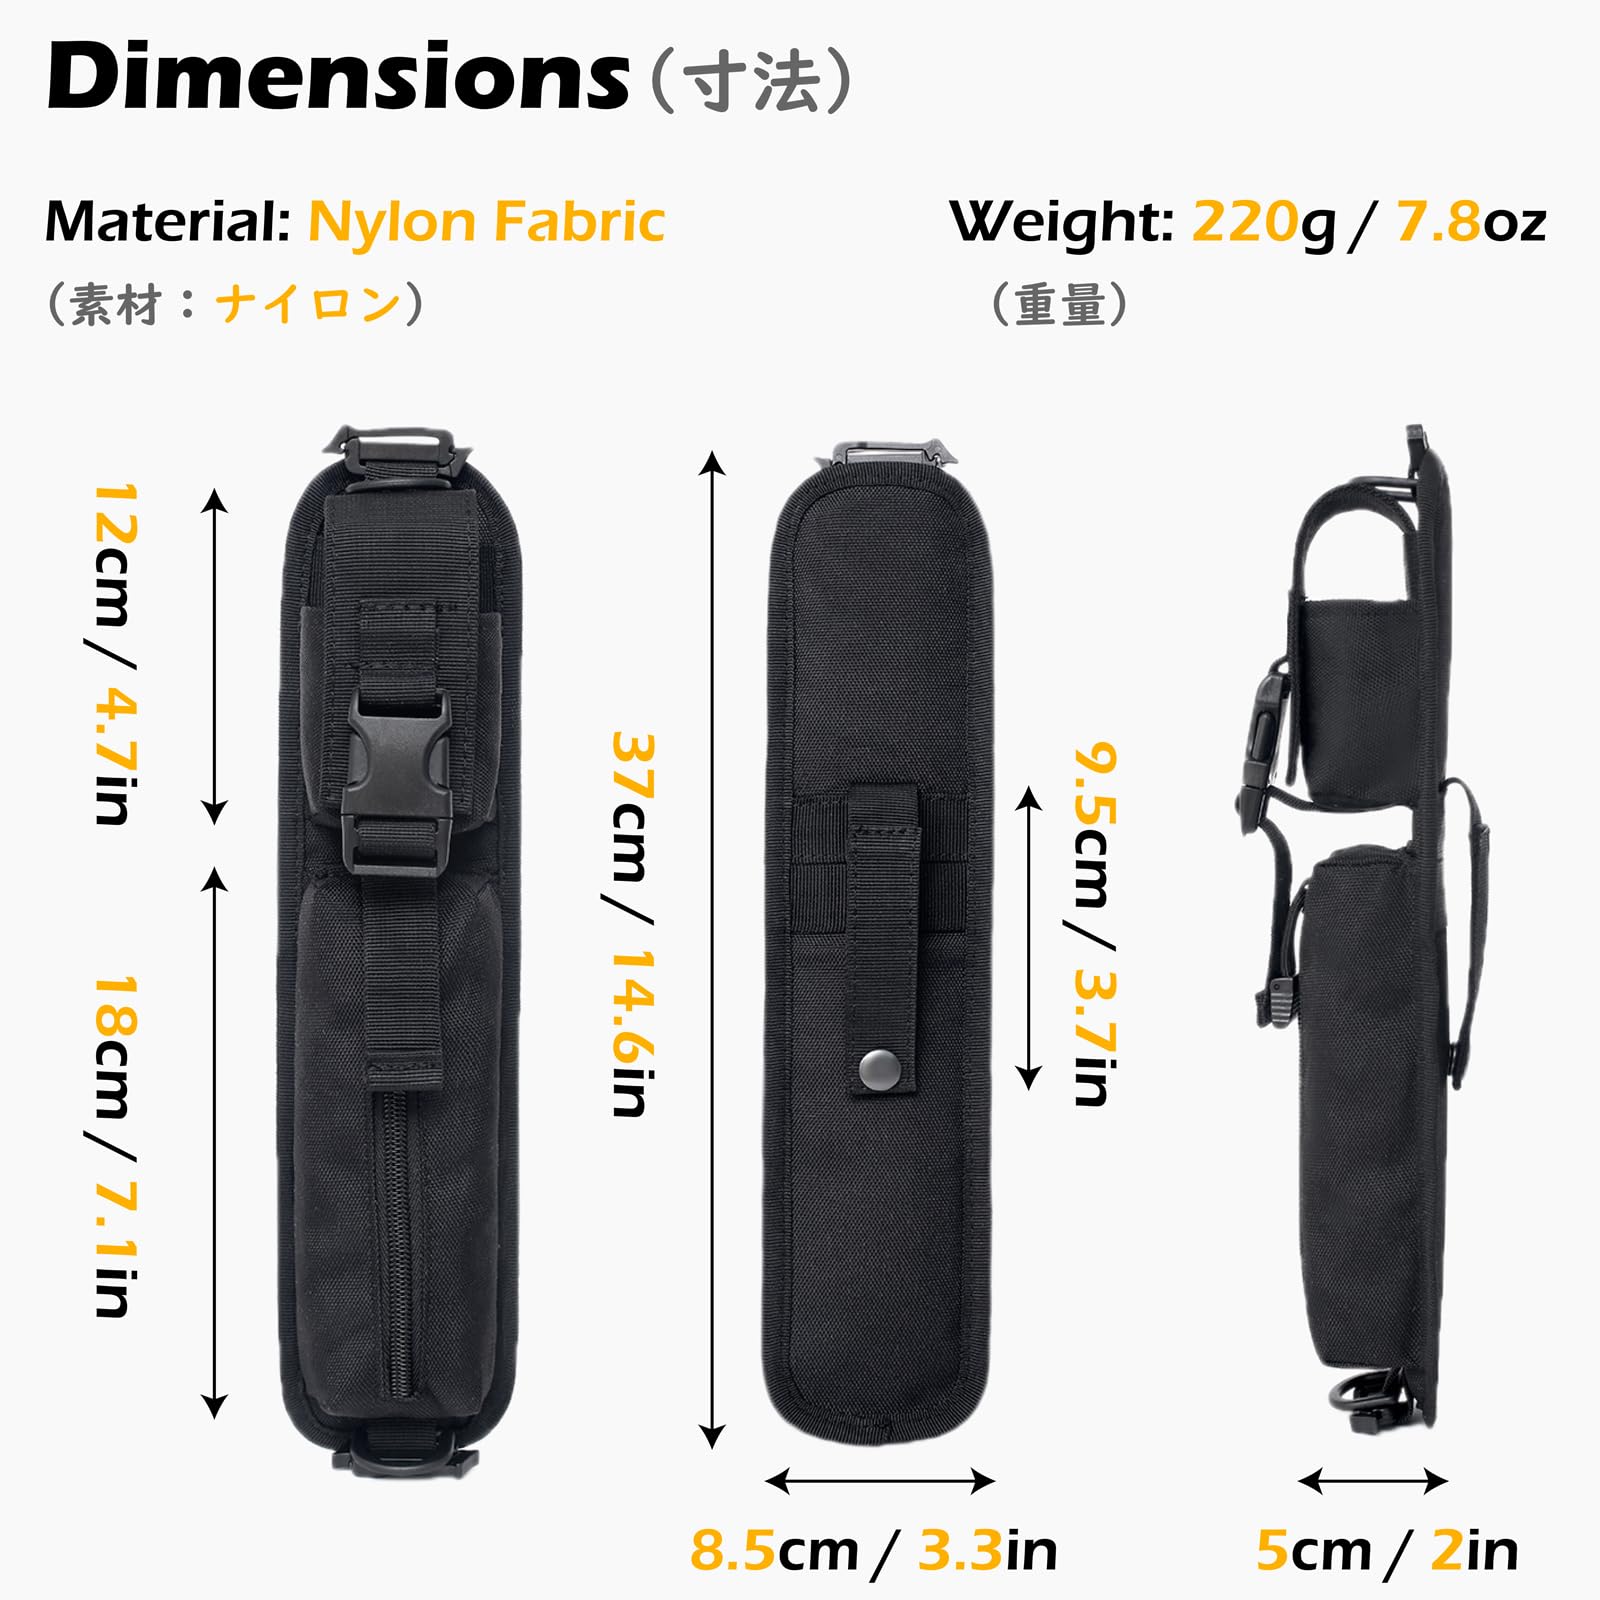 Dimensions（寸法）
Material: Nylon Fabric
（素材：ナイロン）
Weight: 220g / 7.8oz
（重量）
12cm / 4.7in
18cm / 7.1in
37cm / 14.6in
9.5cm / 3.7in
8.5cm / 3.3in
5cm / 2in